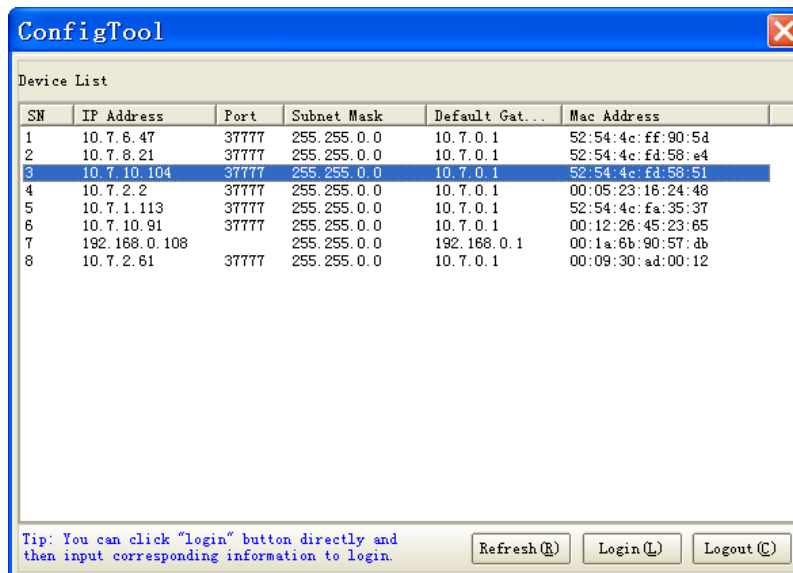 ConfigTool
Device List
SN IP Address Port Subnet Mask Default Gat... Mac Address
1 10.7.6.47 37777 255.255.0.0 10.7.0.1 52:54:4c:ff:90:5d
2 10.7.8.21 37777 255.255.0.0 10.7.0.1 52:54:4c:fd:58:e4
3 10.7.10.104 37777 255.255.0.0 10.7.0.1 52:54:4c:fd:58:51
4 10.7.2.2 37777 255.255.0.0 10.7.0.1 00:05:23:16:24:48
5 10.7.1.113 37777 255.255.0.0 10.7.0.1 52:54:4c:fa:35:37
6 10.7.10.91 37777 255.255.0.0 10.7.0.1 00:12:26:45:23:65
7 192.168.0.108 255.255.0.0 192.168.0.1 00:1a:6b:90:57:db
8 10.7.2.61 37777 255.255.0.0 10.7.0.1 00:09:30:ad:00:12
Tip: You can click "login" button directly and
then input corresponding information to login.
Refresh(R) Login(L) Logout(C)